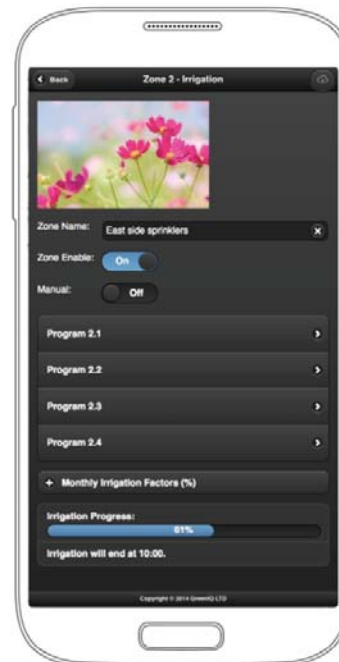 Back
Zone 2 - Irrigation
Zone Name: East side sprinklers
Zone Enable: On
Manual: Off
Program 2.1
Program 2.2
Program 2.3
Program 2.4
Monthly Irrigation Factors (%)
Irrigation Progress:
61%
Irrigation will end at 10:00.
Copyright © 2014 GreenIQ LTD